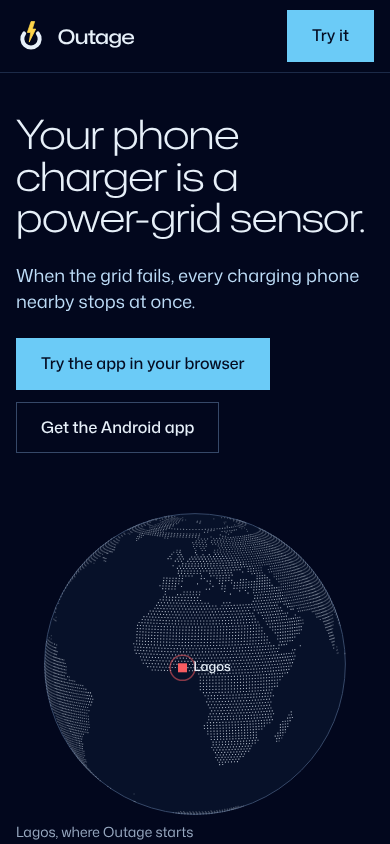 Outage
Try it
Your phone
charger is a
power-grid sensor.
When the grid fails, every charging phone
nearby stops at once.
Try the app in your browser
Get the Android app
Lagos
Lagos, where Outage starts